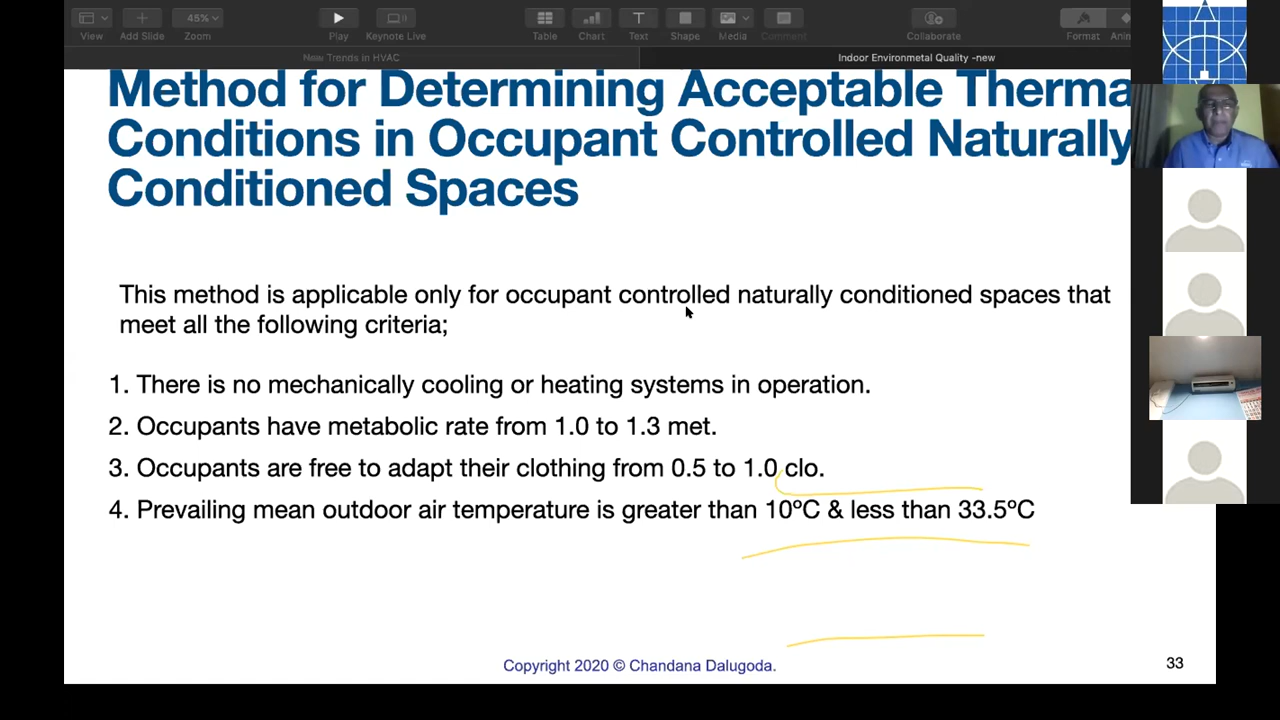 45%
View
Add Slide
Zoom
Play
Keynote Live
Table
Chart
Text
Shape
Media
Comment
Collaborate
Format
Anim
New Trends in HVAC
Indoor Environmetal Quality -new
Method for Determining Acceptable Therma
Conditions in Occupant Controlled Naturally
Conditioned Spaces
This method is applicable only for occupant controlled naturally conditioned spaces that
meet all the following criteria;
1. There is no mechanically cooling or heating systems in operation.
2. Occupants have metabolic rate from 1.0 to 1.3 met.
3. Occupants are free to adapt their clothing from 0.5 to 1.0 clo.
4. Prevailing mean outdoor air temperature is greater than 10ºC & less than 33.5ºC
Copyright 2020 © Chandana Dalugoda.
33